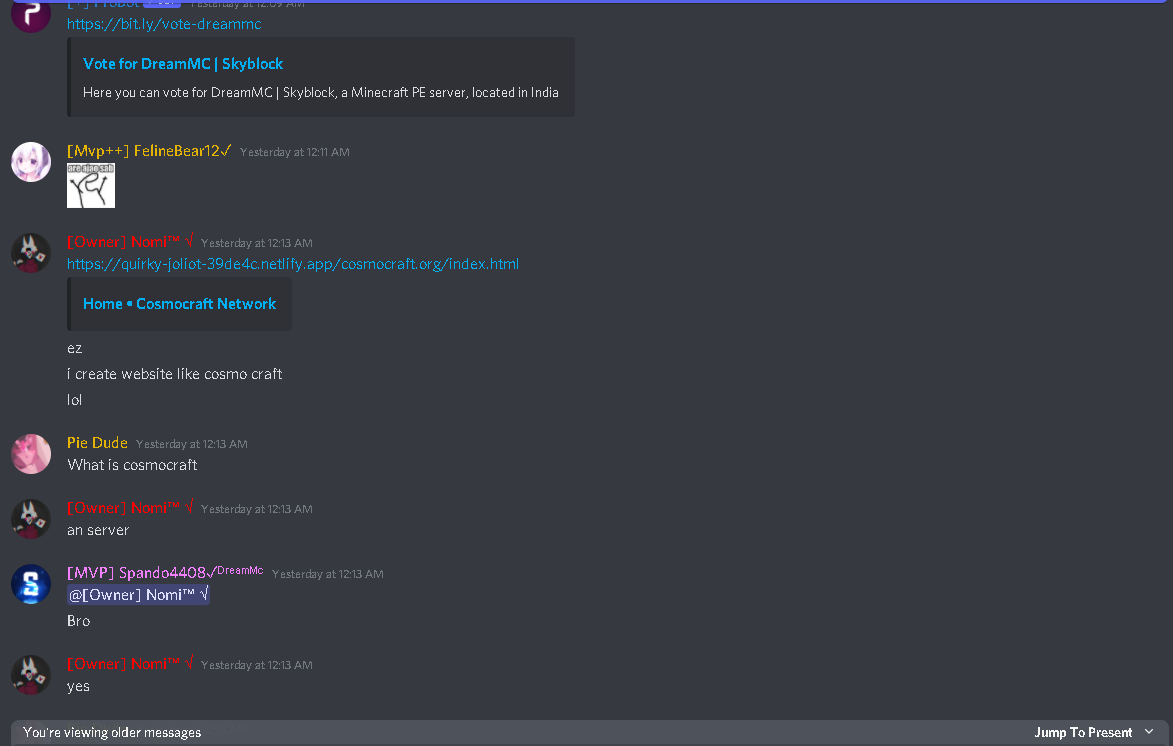 [+] ProBot Yesterday at 12:09 AM
https://bit.ly/vote-dreammc
Vote for DreamMC | Skyblock
Here you can vote for DreamMC | Skyblock, a Minecraft PE server, located in India
[Mvp++] FelineBear12✓ Yesterday at 12:11 AM
are ajao sab
[Owner] Nomi™ √ Yesterday at 12:13 AM
https://quirky-joliot-39de4c.netlify.app/cosmocraft.org/index.html
Home • Cosmocraft Network
ez
i create website like cosmo craft
lol
Pie Dude Yesterday at 12:13 AM
What is cosmocraft
[Owner] Nomi™ √ Yesterday at 12:13 AM
an server
[MVP] Spando4408✓ᴰʳᵉᵃᵐᴹᶜ Yesterday at 12:13 AM
@[Owner] Nomi™ √
Bro
[Owner] Nomi™ √ Yesterday at 12:13 AM
yes
You're viewing older messages Jump To Present